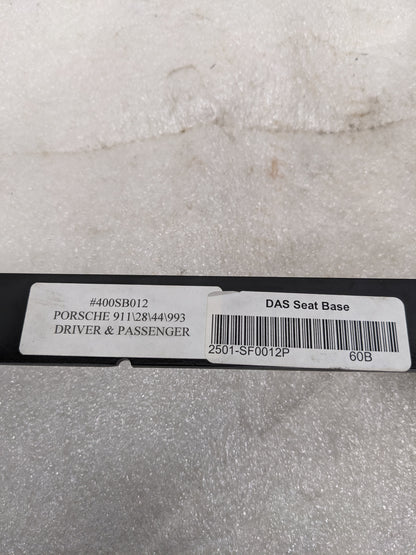 #400SB012
PORSCHE 911\28\44\993
DRIVER & PASSENGER
DAS Seat Base
2501-SF0012P 60B